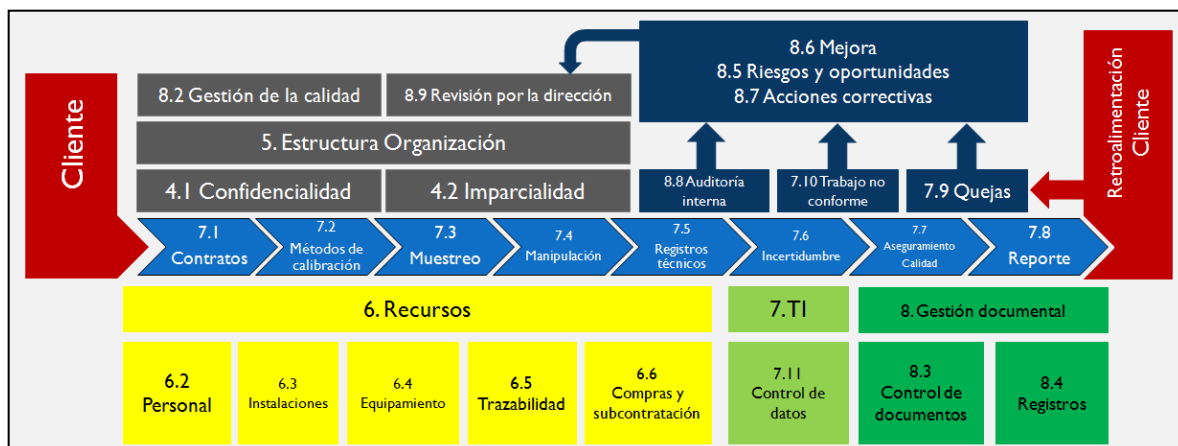 Cliente
8.2 Gestión de la calidad
8.9 Revisión por la dirección
5. Estructura Organización
4.1 Confidencialidad
4.2 Imparcialidad
8.6 Mejora
8.5 Riesgos y oportunidades
8.7 Acciones correctivas
8.8 Auditoría
interna
7.10 Trabajo no
conforme
7.9 Quejas
Retroalimentación
Cliente
7.1
Contratos
7.2
Métodos de
calibración
7.3
Muestreo
7.4
Manipulación
7.5
Registros
técnicos
7.6
Incertidumbre
7.7
Aseguramiento
Calidad
7.8
Reporte
6. Recursos
7. TI
8. Gestión documental
6.2
Personal
6.3
Instalaciones
6.4
Equipamiento
6.5
Trazabilidad
6.6
Compras y
subcontratación
7.11
Control de
datos
8.3
Control de
documentos
8.4
Registros